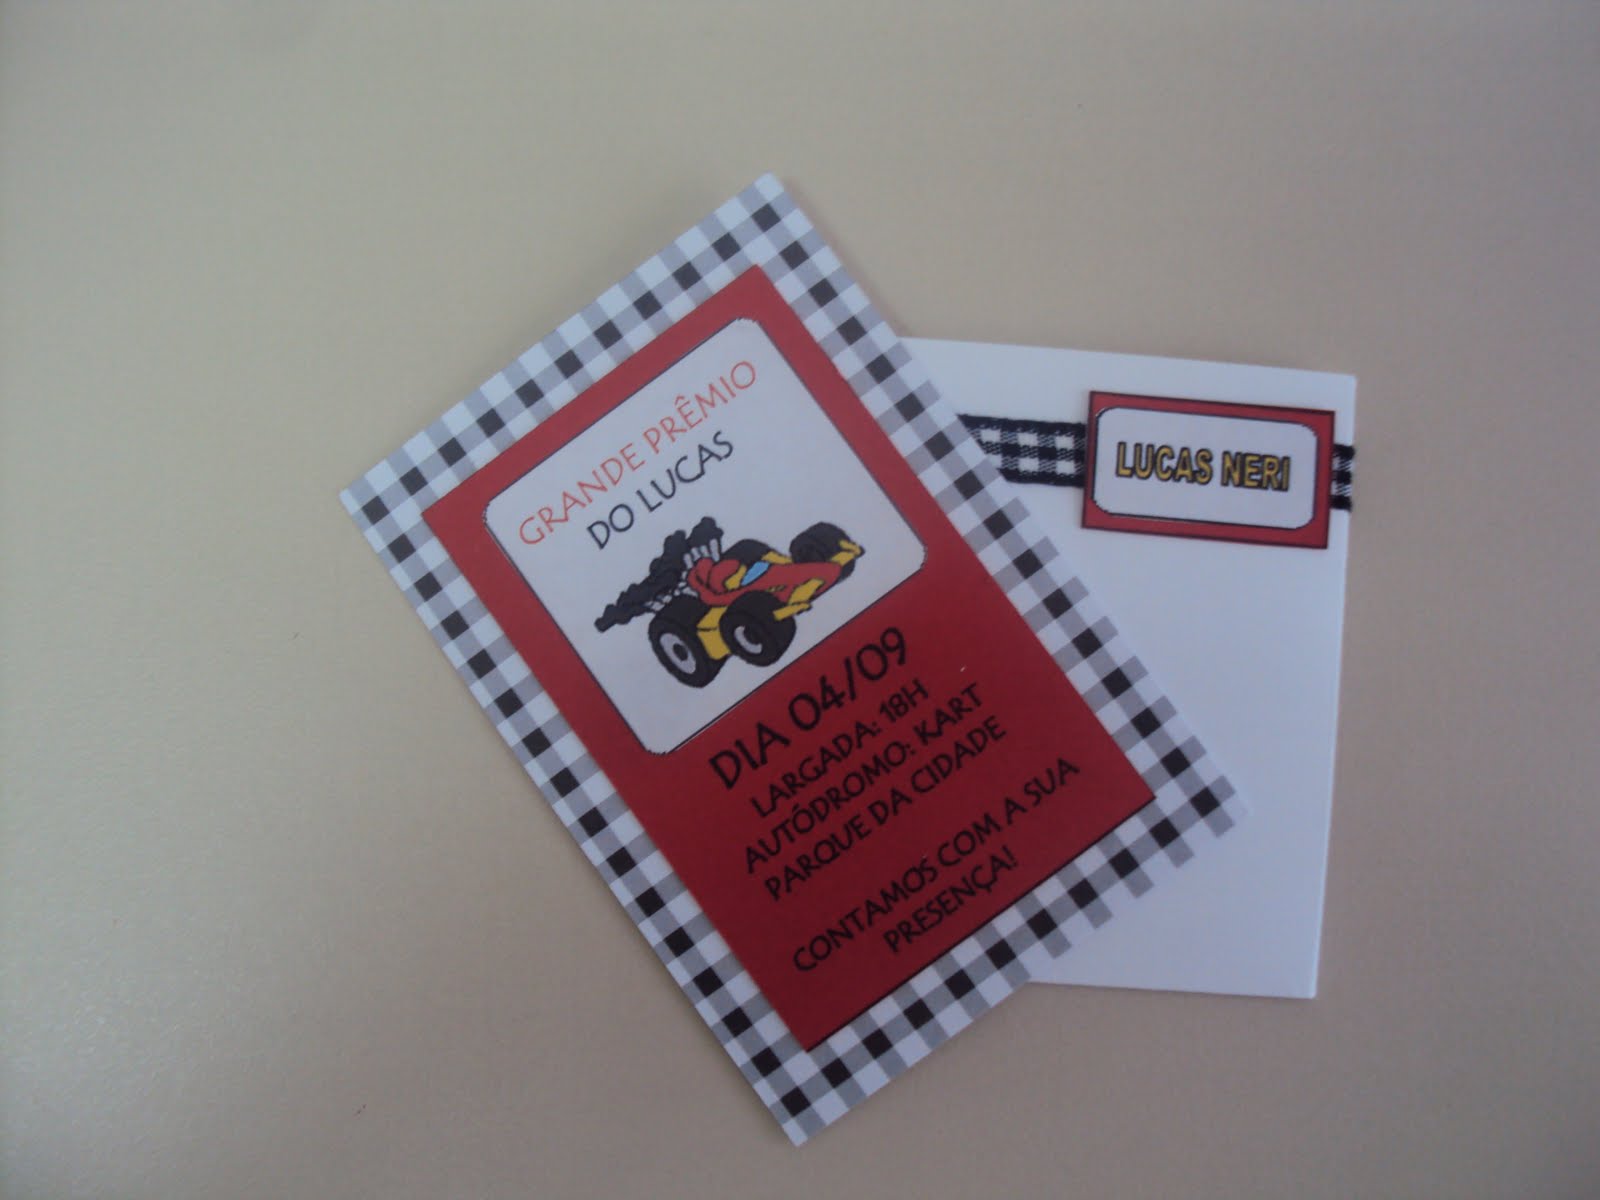 GRANDE PRÊMIO
DO LUCAS
DIA 04/09
LARGADA: 18H
AUTÓDROMO: KART
PARQUE DA CIDADE
CONTAMOS COM A SUA
PRESENÇA!
LUCAS NERI